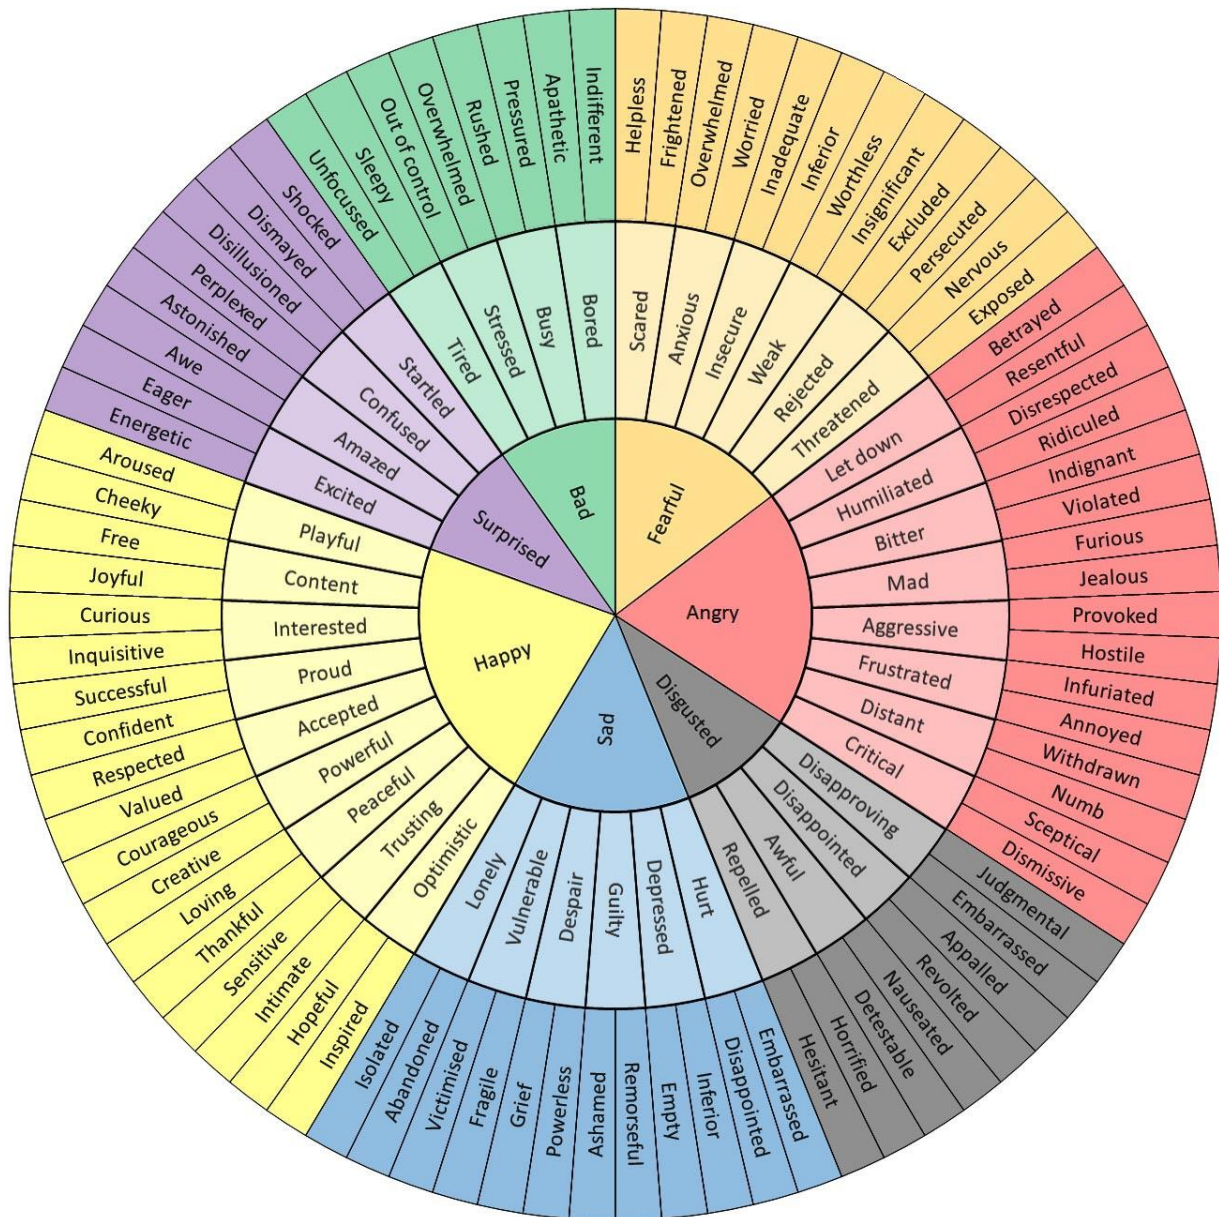 Fearful
Angry
Disgusted
Sad
Happy
Surprised
Bad
Scared
Anxious
Insecure
Weak
Rejected
Threatened
Let down
Humiliated
Bitter
Mad
Aggressive
Frustrated
Distant
Critical
Disapproving
Disappointed
Awful
Repelled
Hurt
Depressed
Guilty
Despair
Vulnerable
Lonely
Optimistic
Trusting
Peaceful
Powerful
Accepted
Proud
Interested
Content
Playful
Excited
Amazed
Confused
Startled
Tired
Stressed
Busy
Bored
Helpless
Frightened
Overwhelmed
Worried
Inadequate
Inferior
Worthless
Insignificant
Excluded
Persecuted
Nervous
Exposed
Betrayed
Resentful
Disrespected
Ridiculed
Indignant
Violated
Furious
Jealous
Provoked
Hostile
Infuriated
Annoyed
Withdrawn
Numb
Sceptical
Dismissive
Judgmental
Embarrassed
Appalled
Revolted
Nauseated
Detestable
Horrified
Hesitant
Embarrassed
Disappointed
Inferior
Empty
Remorseful
Ashamed
Powerless
Grief
Fragile
Victimised
Abandoned
Isolated
Inspired
Hopeful
Intimate
Sensitive
Thankful
Loving
Creative
Courageous
Valued
Respected
Confident
Successful
Inquisitive
Curious
Joyful
Free
Cheeky
Aroused
Energetic
Eager
Awe
Astonished
Perplexed
Disillusioned
Dismayed
Shocked
Unfocussed
Sleepy
Out of control
Overwhelmed
Rushed
Pressured
Apathetic
Indifferent